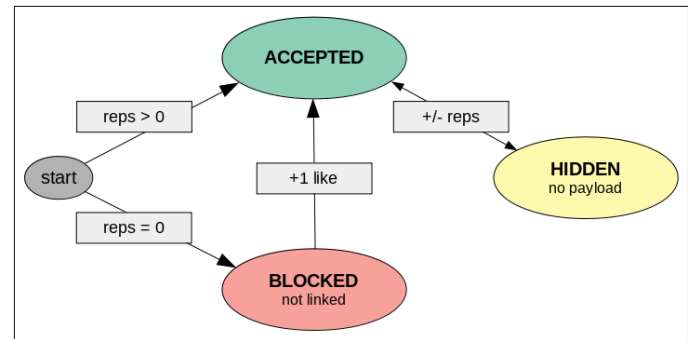 ACCEPTED
reps > 0
+/- reps
start
+1 like
HIDDEN
no payload
reps = 0
BLOCKED
not linked